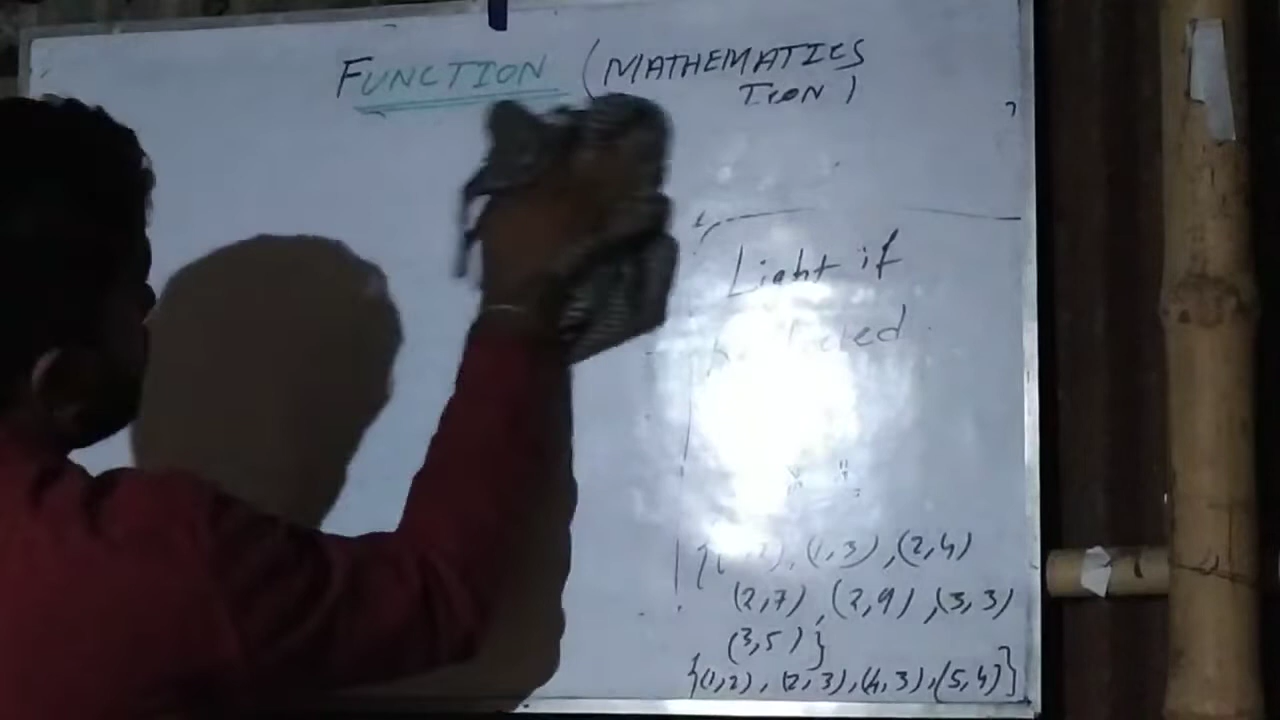 FUNCTION (MATHEMATICS
TION)
Light if
(1,3), (2,4)
(2,7), (2,9), (3,3)
(3,5)}
{(1,2), (2,3), (4,3), (5,4)}